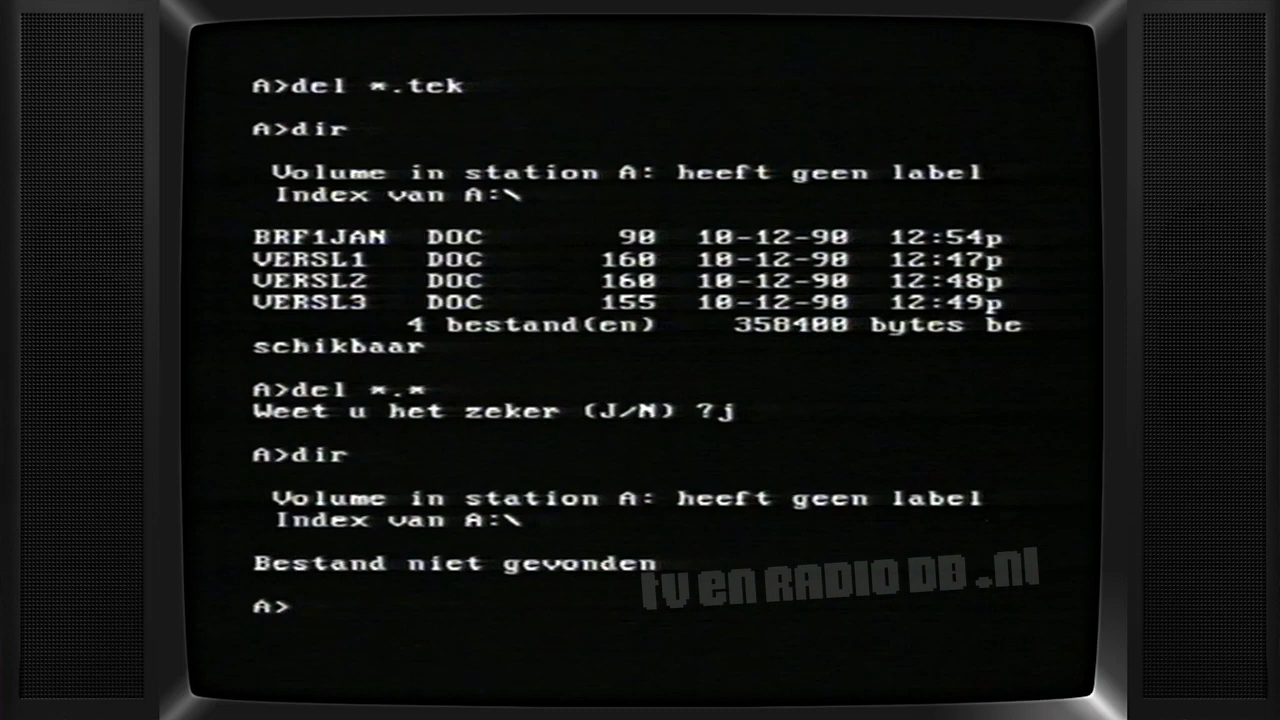 A>del *.tek
A>dir
Volume in station A: heeft geen label
Index van A:\
BRF1JAN DOC 90 10-12-90 12:54p
VERSL1 DOC 160 10-12-90 12:47p
VERSL2 DOC 160 10-12-90 12:48p
VERSL3 DOC 155 10-12-90 12:49p
4 bestand(en) 358400 bytes be
schikbaar
A>del *.*
Weet u het zeker (J/N) ?j
A>dir
Volume in station A: heeft geen label
Index van A:\
Bestand niet gevonden
tv en RADIO DB .nl
A>